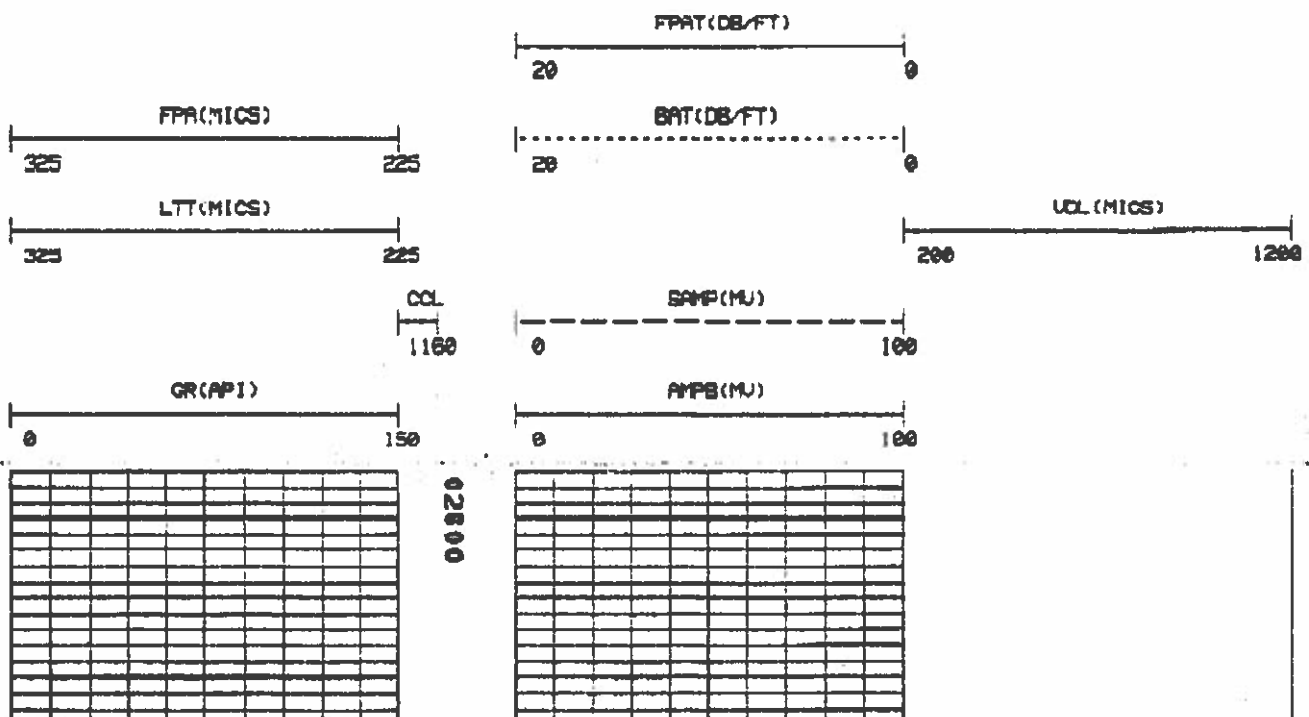 FPAT(DB/FT)
20 0
FPA(MICS) BAT(DB/FT)
325 225 20 0
LTT(MICS) VDL(MICS)
325 225 200 1200
CCL SAMP(MV)
1160 0 100
GR(API) AMPB(MV)
0 150 0 100
02800